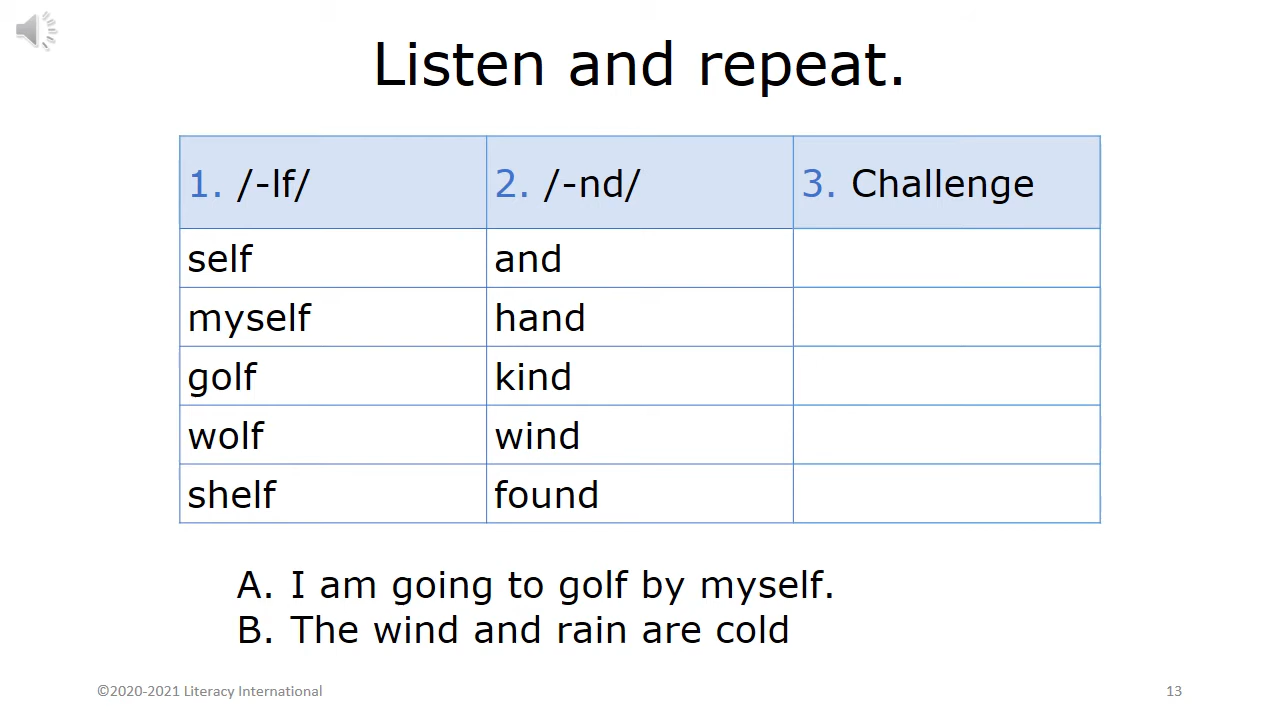 Listen and repeat.
1. /-lf/ 2. /-nd/ 3. Challenge
self and
myself hand
golf kind
wolf wind
shelf found
A. I am going to golf by myself.
B. The wind and rain are cold
©2020-2021 Literacy International 13